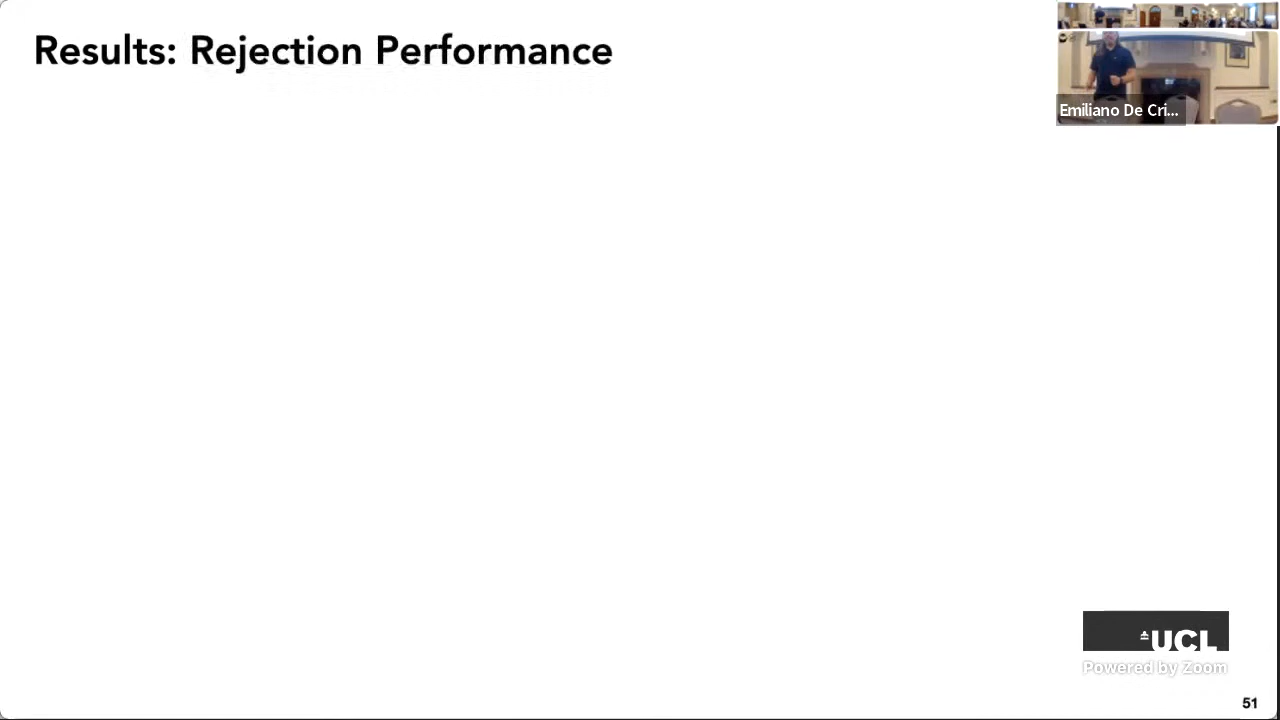 Results: Rejection Performance
Emiliano De Cri...
UCL
Powered by Zoom
51